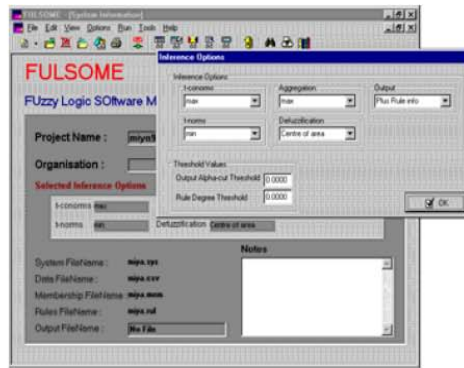 FULSOME - [System Information]
File Edit View Options Run Tools Help
FULSOME
FUzzy Logic SOftware M
Project Name :
Organisation :
Selected Inference Options
t-conorms max
t-norms min
Defuzzification Centre of area
System FileName : miya.sys
Data FileName : miya.csv
Membership FileName : miya.mem
Rules FileName : miya.rul
Output FileName : No File
Notes
Inference Options
Inference Options
t-conorms
max
Aggregation
max
Output
Plus Rule info
t-norms
min
Defuzzification
Centre of area
Threshold Values
Output Alpha-cut Threshold 0.0000
Rule Degree Threshold 0.0000
OK